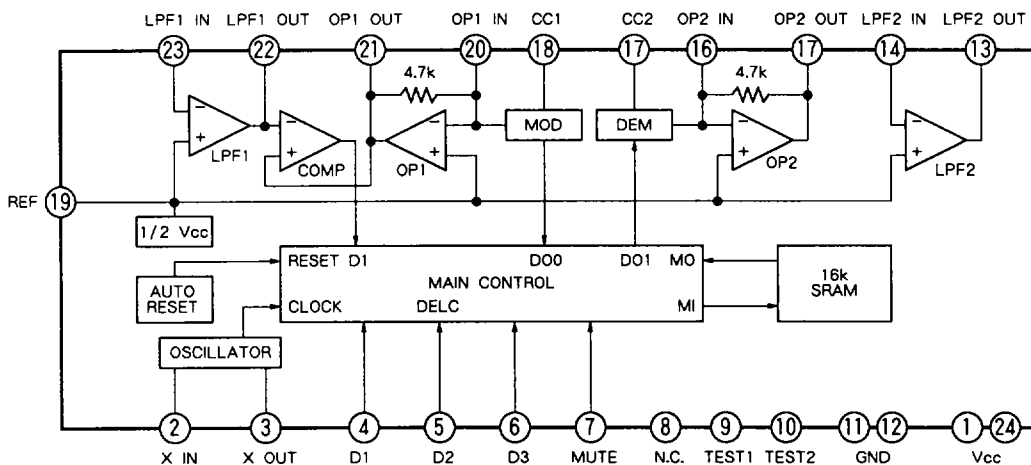 LPF1 IN LPF1 OUT OP1 OUT OP1 IN CC1 CC2 OP2 IN OP2 OUT LPF2 IN LPF2 OUT
23 22 21 20 18 17 16 17 14 13
4.7k 4.7k
− − − MOD DEM − −
+ + + + +
LPF1 COMP OP1 OP2 LPF2
REF 19
1/2 Vcc
RESET D1 DO0 DO1 MO
AUTO RESET
MAIN CONTROL
16k SRAM
CLOCK DELC MI
OSCILLATOR
2 3 4 5 6 7 8 9 10 11 12 1 24
X IN X OUT D1 D2 D3 MUTE N.C. TEST1 TEST2 GND Vcc